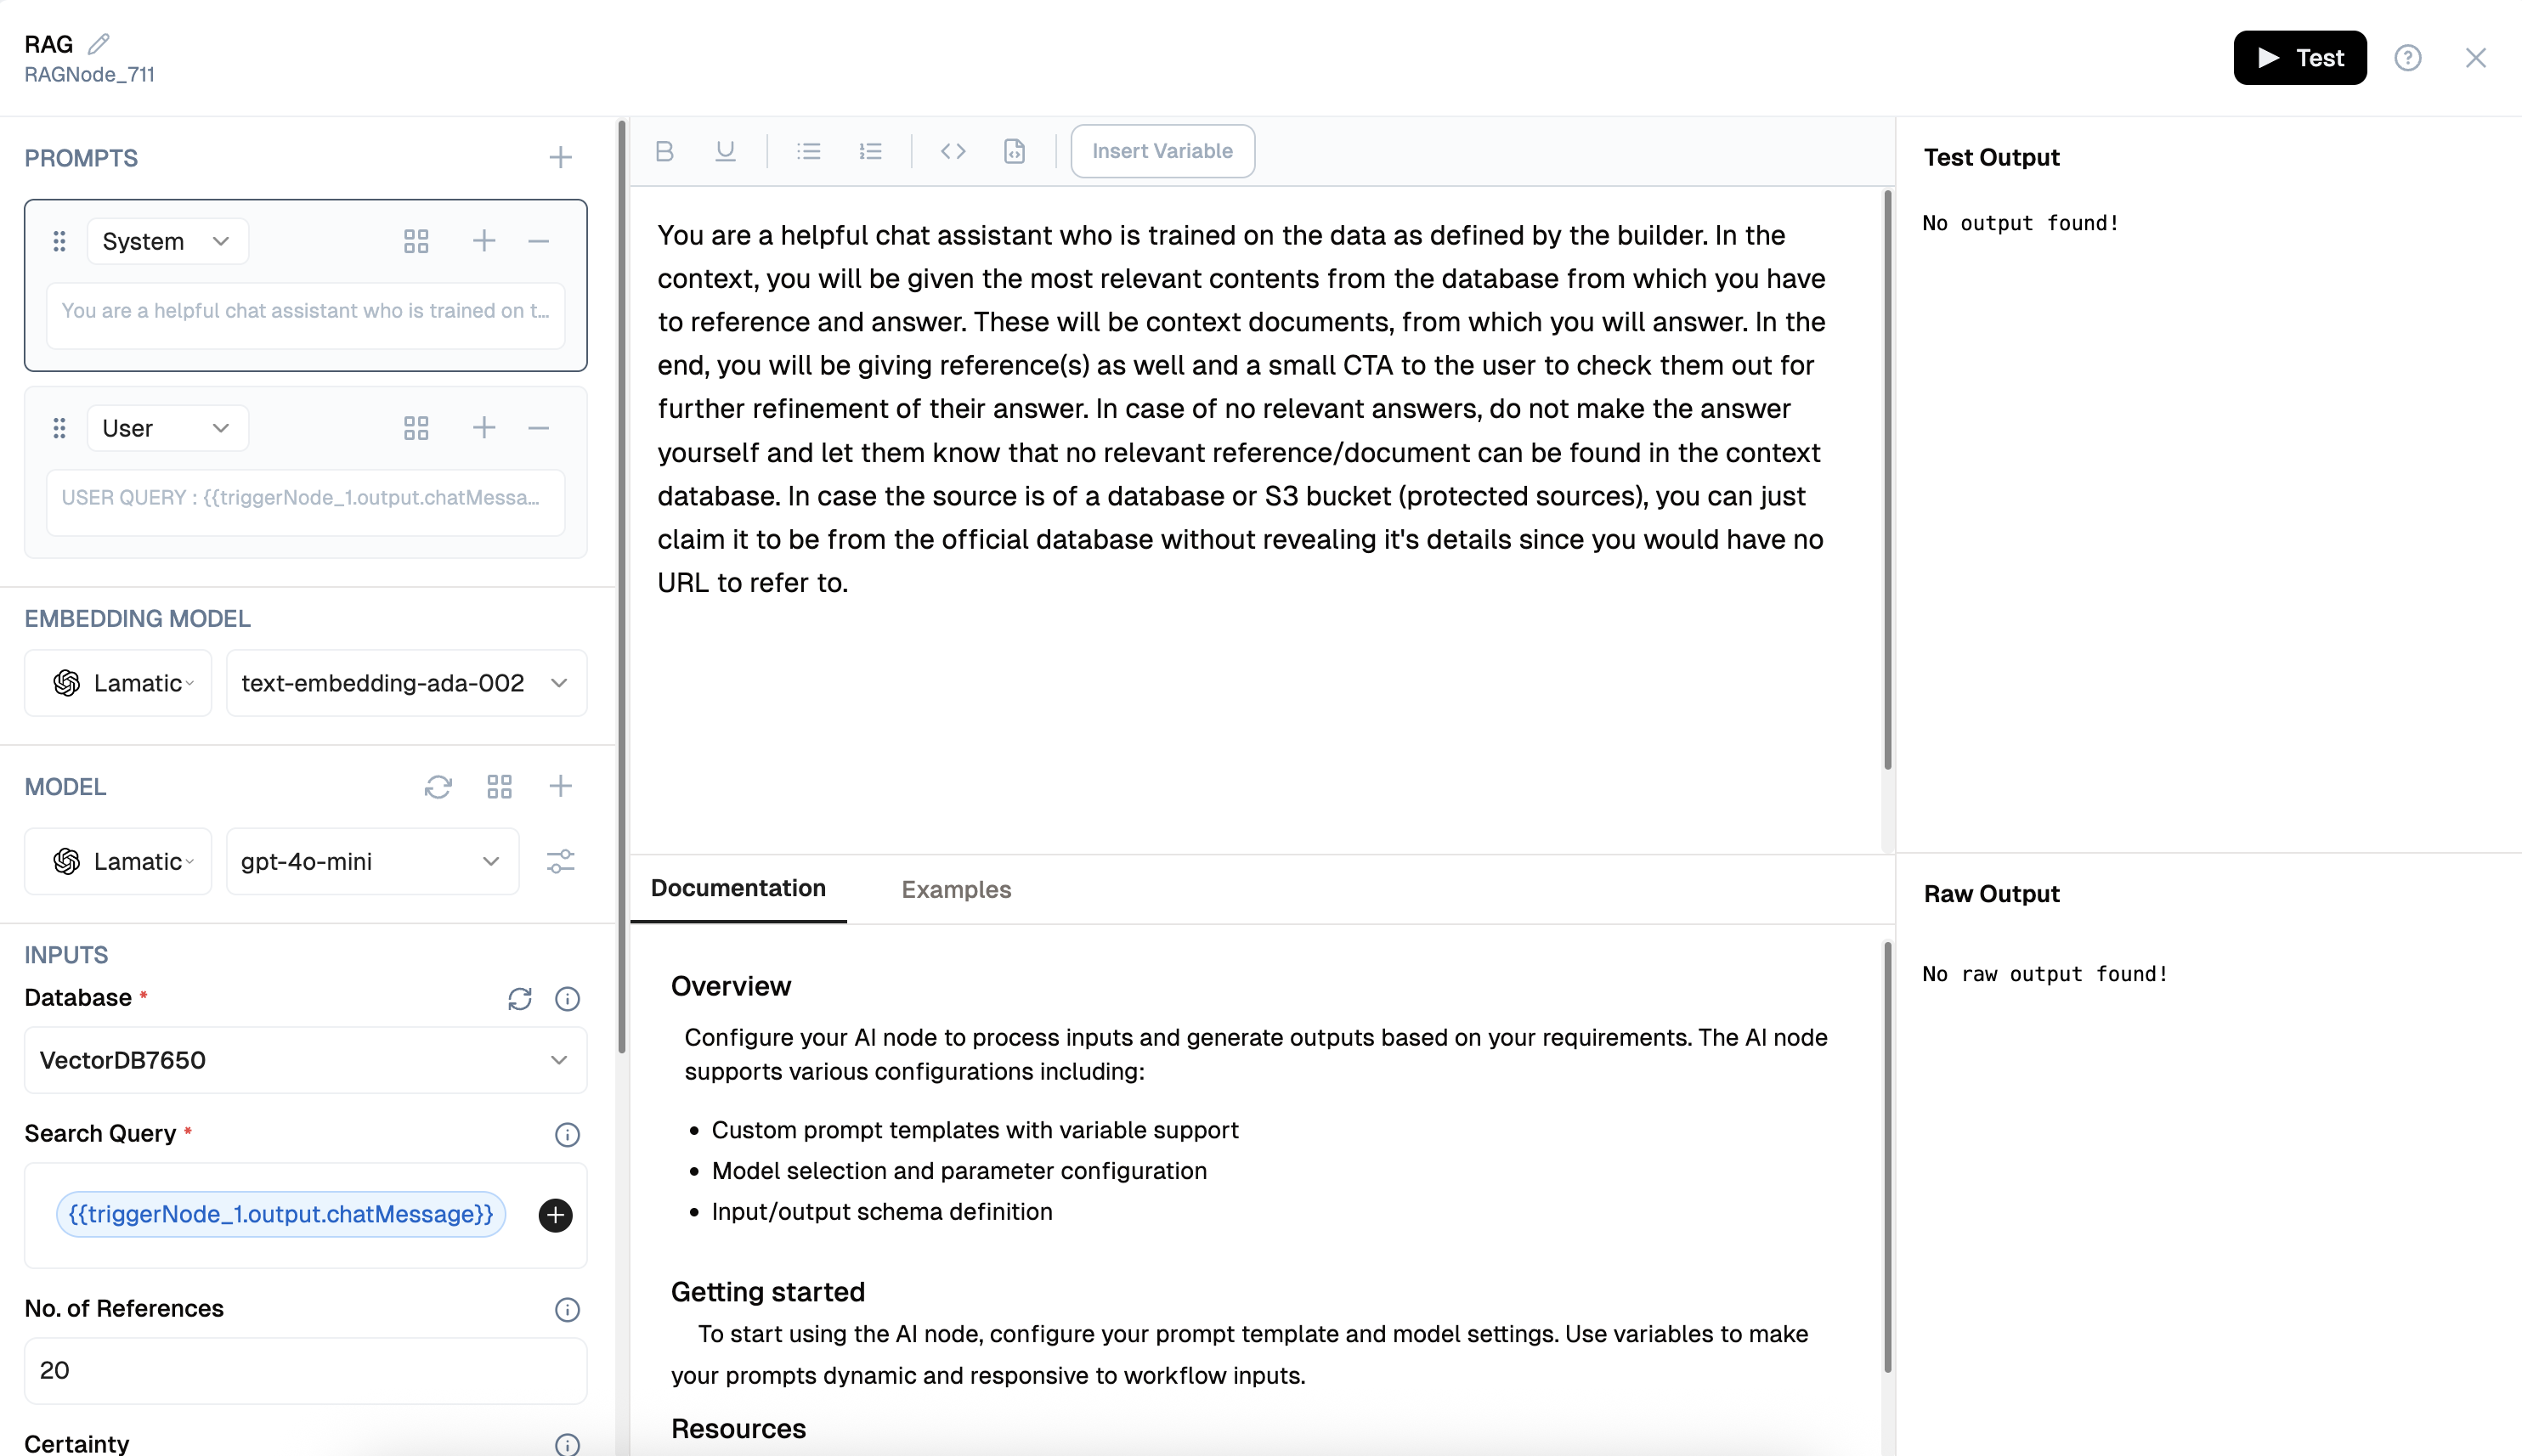 RAG
RAGNode_711
Test
PROMPTS
System
You are a helpful chat assistant who is trained on t...
User
USER QUERY : {{triggerNode_1.output.chatMessa...
EMBEDDING MODEL
Lamatic
text-embedding-ada-002
MODEL
Lamatic
gpt-4o-mini
INPUTS
Database *
VectorDB7650
Search Query *
{{triggerNode_1.output.chatMessage}}
No. of References
20
Certainty
Insert Variable
You are a helpful chat assistant who is trained on the data as defined by the builder. In the
context, you will be given the most relevant contents from the database from which you have
to reference and answer. These will be context documents, from which you will answer. In the
end, you will be giving reference(s) as well and a small CTA to the user to check them out for
further refinement of their answer. In case of no relevant answers, do not make the answer
yourself and let them know that no relevant reference/document can be found in the context
database. In case the source is of a database or S3 bucket (protected sources), you can just
claim it to be from the official database without revealing it's details since you would have no
URL to refer to.
Documentation
Examples
Overview
Configure your AI node to process inputs and generate outputs based on your requirements. The AI node
supports various configurations including:
• Custom prompt templates with variable support
• Model selection and parameter configuration
• Input/output schema definition
Getting started
To start using the AI node, configure your prompt template and model settings. Use variables to make
your prompts dynamic and responsive to workflow inputs.
Resources
Test Output
No output found!
Raw Output
No raw output found!